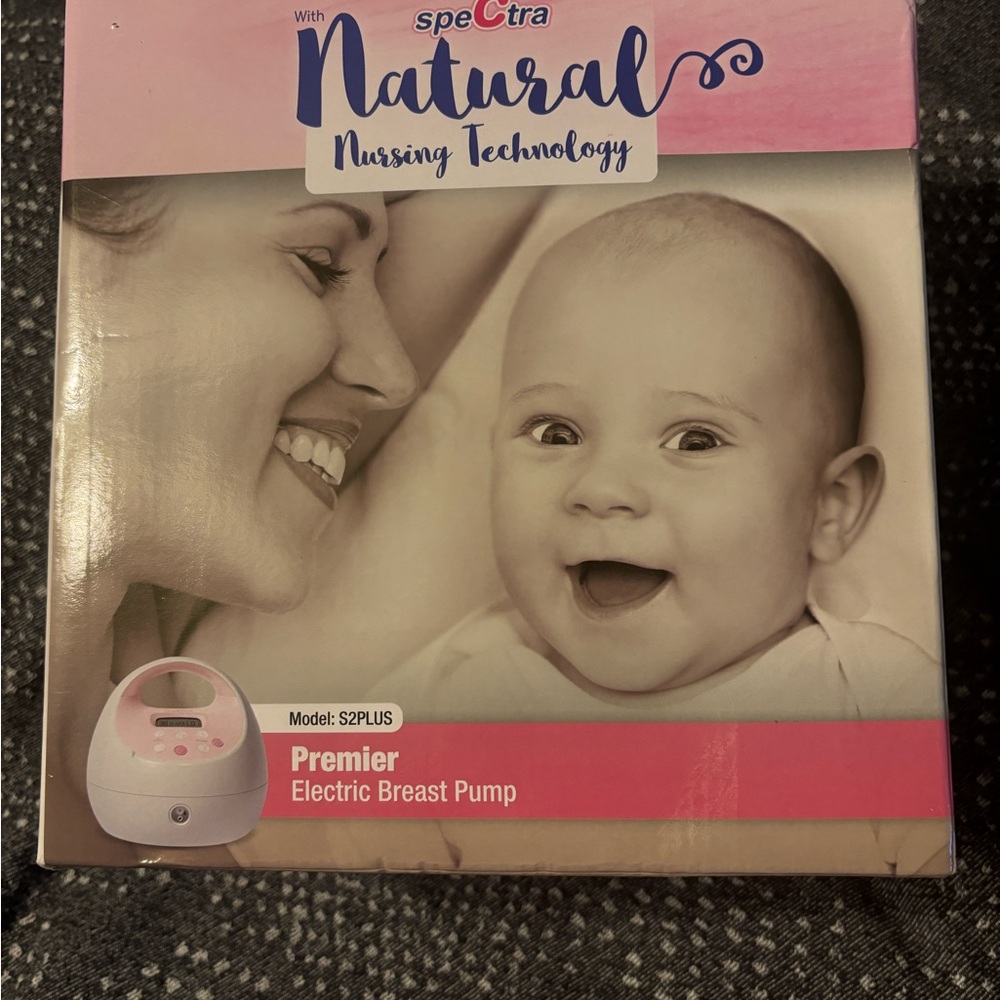 speCtra
With
Natural
Nursing Technology
Model: S2PLUS
Premier
Electric Breast Pump